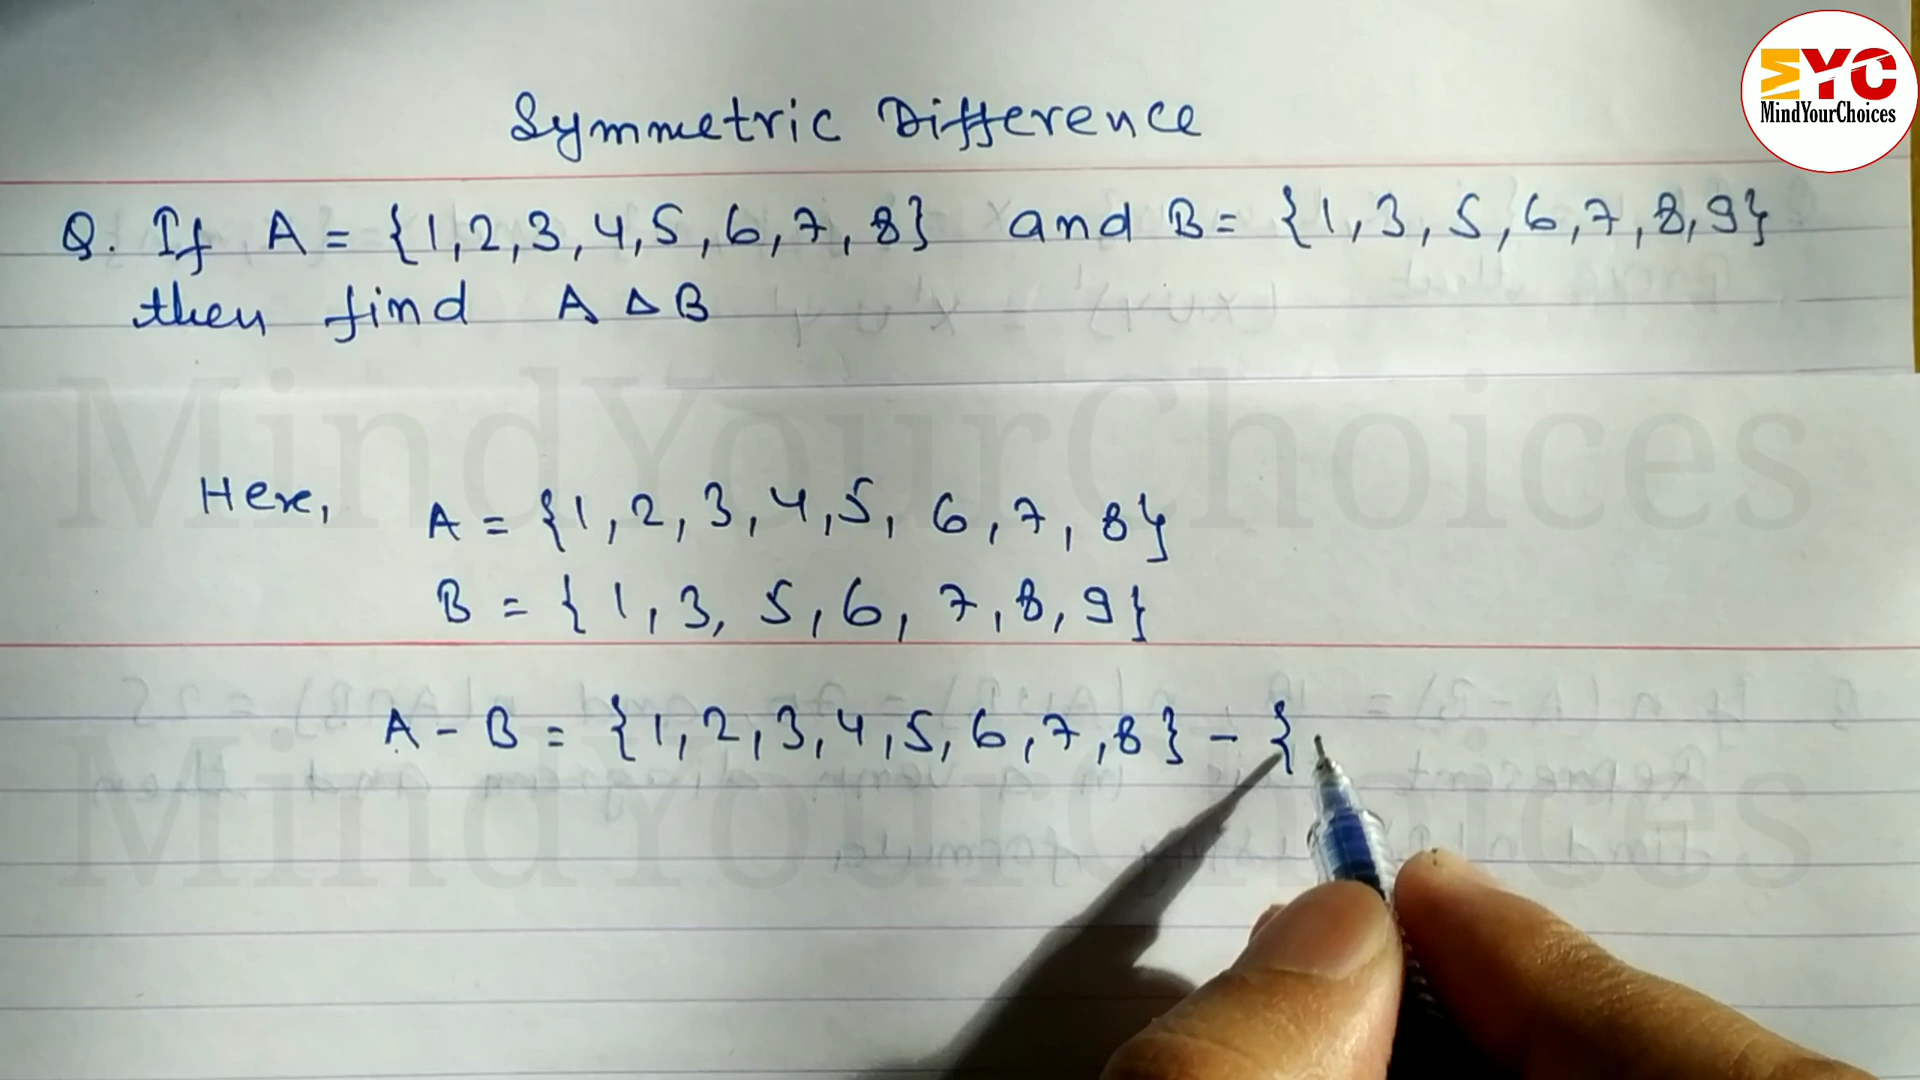 MYC
MindYourChoices
Symmetric Difference
Q. If A = {1,2,3,4,5,6,7,8} and B = {1,3,5,6,7,8,9}
then find A Δ B
MindYourChoices
Here, A = {1,2,3,4,5,6,7,8}
B = {1,3,5,6,7,8,9}
A - B = {1,2,3,4,5,6,7,8} - {
MindYourChoices